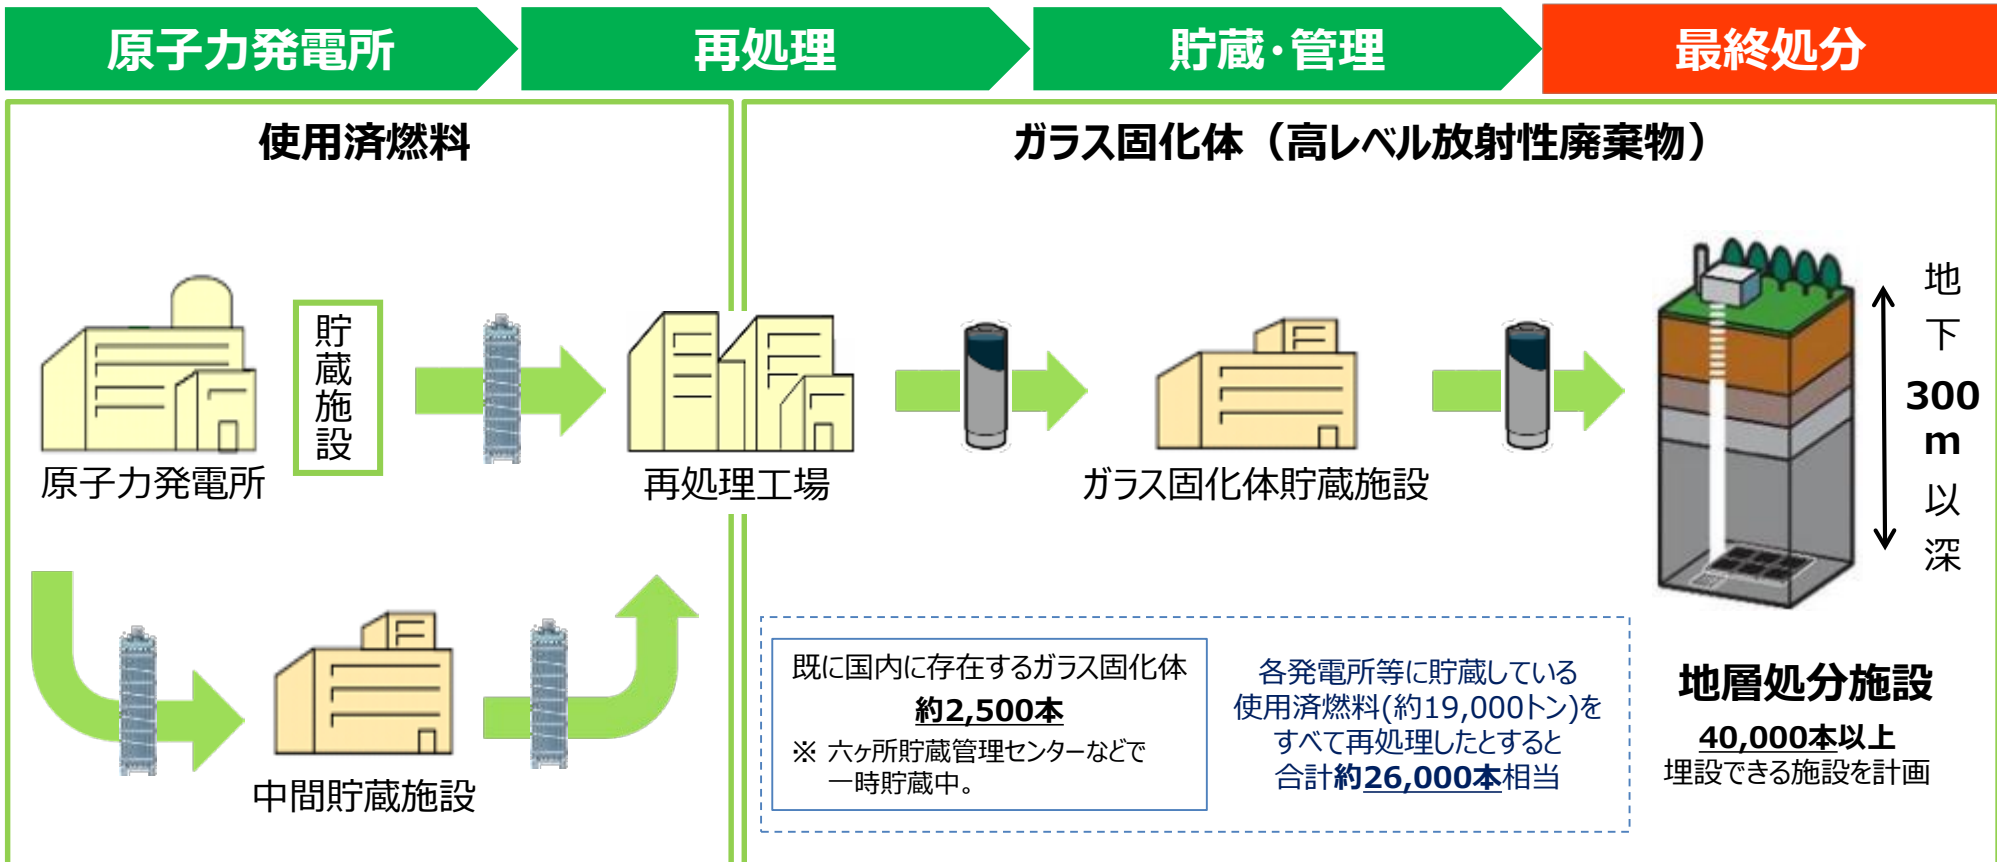 原子力発電所
再処理
貯蔵・管理
最終処分
使用済燃料
ガラス固化体（高レベル放射性廃棄物）
貯蔵施設
原子力発電所
再処理工場
ガラス固化体貯蔵施設
地下300m以深
中間貯蔵施設
既に国内に存在するガラス固化体
約2,500本
※ 六ヶ所貯蔵管理センターなどで
一時貯蔵中。
各発電所等に貯蔵している
使用済燃料(約19,000トン)を
すべて再処理したとすると
合計約26,000本相当
地層処分施設
40,000本以上
埋設できる施設を計画